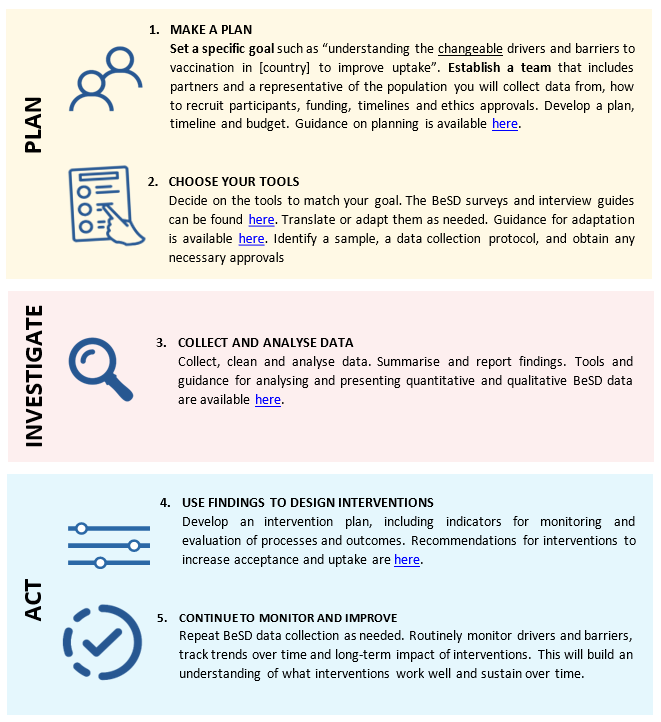 PLAN
1. MAKE A PLAN
Set a specific goal such as “understanding the changeable drivers and barriers to
vaccination in [country] to improve uptake”. Establish a team that includes
partners and a representative of the population you will collect data from, how
to recruit participants, funding, timelines and ethics approvals. Develop a plan,
timeline and budget. Guidance on planning is available here.
2. CHOOSE YOUR TOOLS
Decide on the tools to match your goal. The BeSD surveys and interview guides
can be found here. Translate or adapt them as needed. Guidance for adaptation
is available here. Identify a sample, a data collection protocol, and obtain any
necessary approvals
INVESTIGATE
3. COLLECT AND ANALYSE DATA
Collect, clean and analyse data. Summarise and report findings. Tools and
guidance for analysing and presenting quantitative and qualitative BeSD data
are available here.
ACT
4. USE FINDINGS TO DESIGN INTERVENTIONS
Develop an intervention plan, including indicators for monitoring and
evaluation of processes and outcomes. Recommendations for interventions to
increase acceptance and uptake are here.
5. CONTINUE TO MONITOR AND IMPROVE
Repeat BeSD data collection as needed. Routinely monitor drivers and barriers,
track trends over time and long-term impact of interventions. This will build an
understanding of what interventions work well and sustain over time.